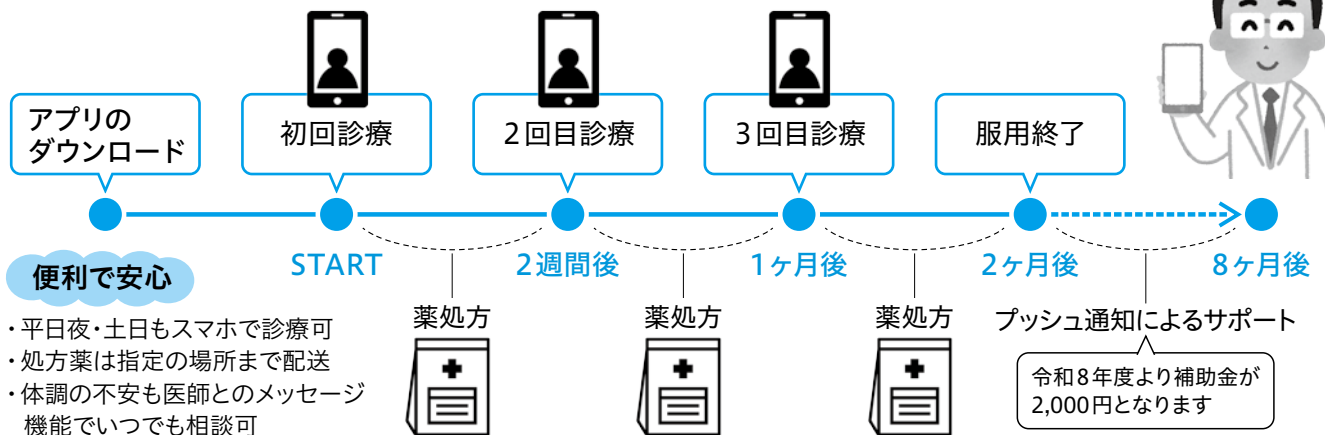 アプリの
ダウンロード
初回診療
2回目診療
3回目診療
服用終了
START
2週間後
1ヶ月後
2ヶ月後
8ヶ月後
便利で安心
・平日夜・土日もスマホで診療可
・処方薬は指定の場所まで配送
・体調の不安も医師とのメッセージ
機能でいつでも相談可
薬処方
薬処方
薬処方
プッシュ通知によるサポート
令和8年度より補助金が
2,000円となります